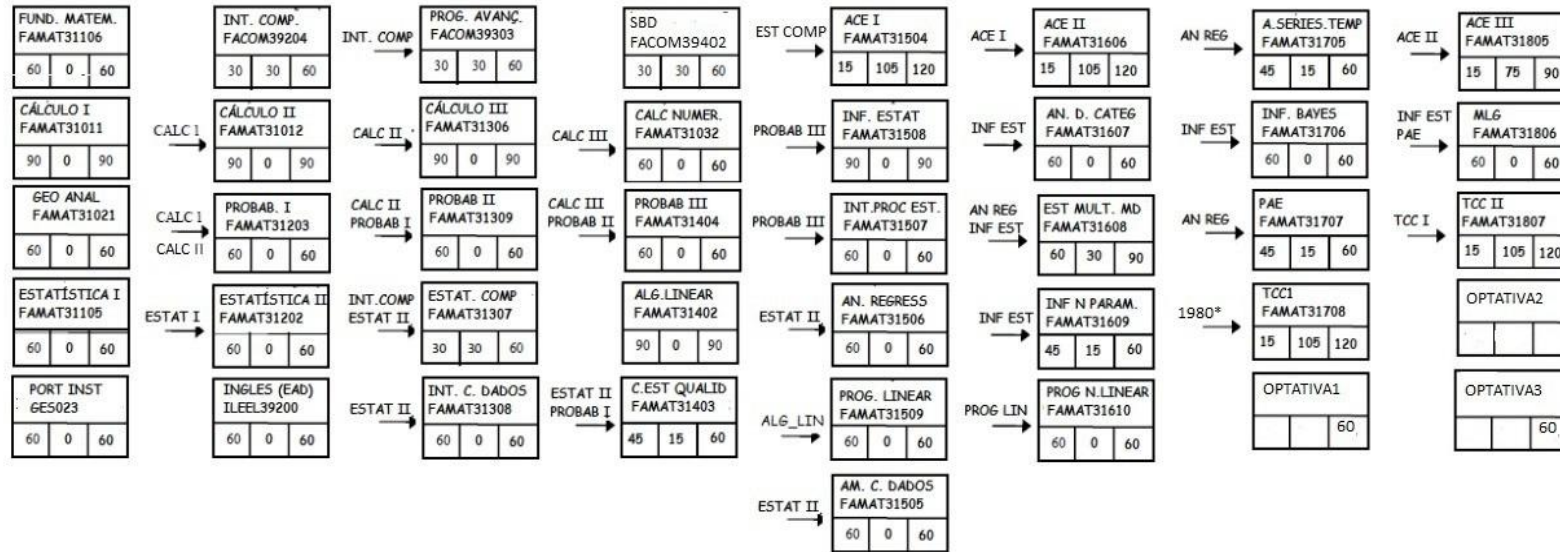 FUND. MATEM.
FAMAT31106
60 0 60
INT. COMP.
FACOM39204
30 30 60
INT. COMP
PROG. AVANÇ.
FACOM39303
30 30 60
SBD
FACOM39402
30 30 60
EST COMP
ACE I
FAMAT31504
15 105 120
ACE I
ACE II
FAMAT31606
15 105 120
AN REG
A.SERIES.TEMP
FAMAT31705
45 15 60
ACE II
ACE III
FAMAT31805
15 75 90
CÁLCULO I
FAMAT31011
90 0 90
CALC 1
CÁLCULO II
FAMAT31012
90 0 90
CALC II
CÁLCULO III
FAMAT31306
90 0 90
CALC III
CALC NUMER.
FAMAT31032
60 0 60
PROBAB III
INF. ESTAT
FAMAT31508
90 0 90
INF EST
AN. D. CATEG
FAMAT31607
60 0 60
INF EST
INF. BAYES
FAMAT31706
60 0 60
INF EST
PAE
MLG
FAMAT31806
60 0 60
GEO ANAL
FAMAT31021
60 0 60
CALC 1
CALC II
PROBAB. I
FAMAT31203
60 0 60
CALC II
PROBAB I
PROBAB II
FAMAT31309
60 0 60
CALC III
PROBAB II
PROBAB III
FAMAT31404
60 0 60
PROBAB III
INT.PROC EST.
FAMAT31507
60 0 60
AN REG
INF EST
EST MULT. MD
FAMAT31608
60 30 90
AN REG
PAE
FAMAT31707
45 15 60
TCC I
TCC II
FAMAT31807
15 105 120
ESTATÍSTICA I
FAMAT31105
60 0 60
ESTAT I
ESTATÍSTICA II
FAMAT31202
60 0 60
INT.COMP
ESTAT II
ESTAT. COMP
FAMAT31307
30 30 60
ALG.LINEAR
FAMAT31402
90 0 90
ESTAT II
AN. REGRESS
FAMAT31506
60 0 60
INF EST
INF N PARAM.
FAMAT31609
45 15 60
1980*
TCC1
FAMAT31708
15 105 120
OPTATIVA2
PORT INST
GES023
60 0 60
INGLES (EAD)
ILEEL39200
60 0 60
ESTAT II
INT. C. DADOS
FAMAT31308
60 0 60
ESTAT II
PROBAB I
C.EST QUALID
FAMAT31403
45 15 60
ALG_LIN
PROG. LINEAR
FAMAT31509
60 0 60
PROG LIN
PROG N.LINEAR
FAMAT31610
60 0 60
OPTATIVA1
60
OPTATIVA3
60
ESTAT II
AM. C. DADOS
FAMAT31505
60 0 60